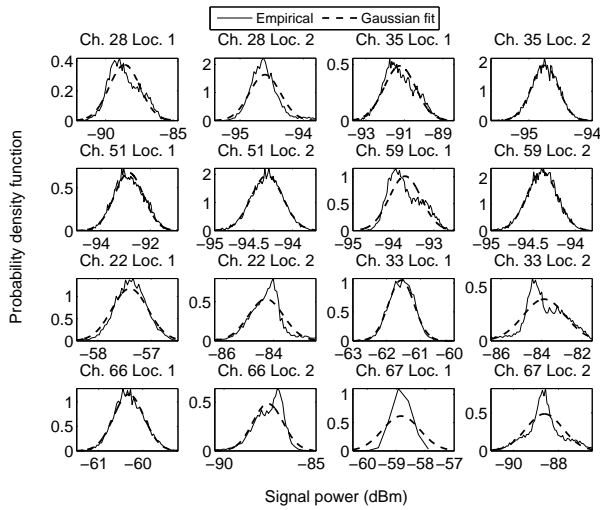 Empirical Gaussian fit
Ch. 28 Loc. 1 Ch. 28 Loc. 2 Ch. 35 Loc. 1 Ch. 35 Loc. 2
0.4 2 0.5 2
0.2 1 1
0 0 0 0
−90 −85 −95 −94 −93 −91 −89 −95 −94
Ch. 51 Loc. 1 Ch. 51 Loc. 2 Ch. 59 Loc. 1 Ch. 59 Loc. 2
0.5 2 1 2
1 0.5 1
0 0 0 0
−94 −92 −95 −94.5 −94 −95 −94 −93 −95 −94.5 −94
Ch. 22 Loc. 1 Ch. 22 Loc. 2 Ch. 33 Loc. 1 Ch. 33 Loc. 2
1 0.5 1 0.5
0.5 0.5
0 0 0 0
−58 −57 −86 −84 −63 −62 −61 −60 −86 −84 −82
Ch. 66 Loc. 1 Ch. 66 Loc. 2 Ch. 67 Loc. 1 Ch. 67 Loc. 2
1 0.5 1 0.5
0.5 0.5
0 0 0 0
−61 −60 −90 −85 −60 −59 −58 −57 −90 −88
Probability density function
Signal power (dBm)